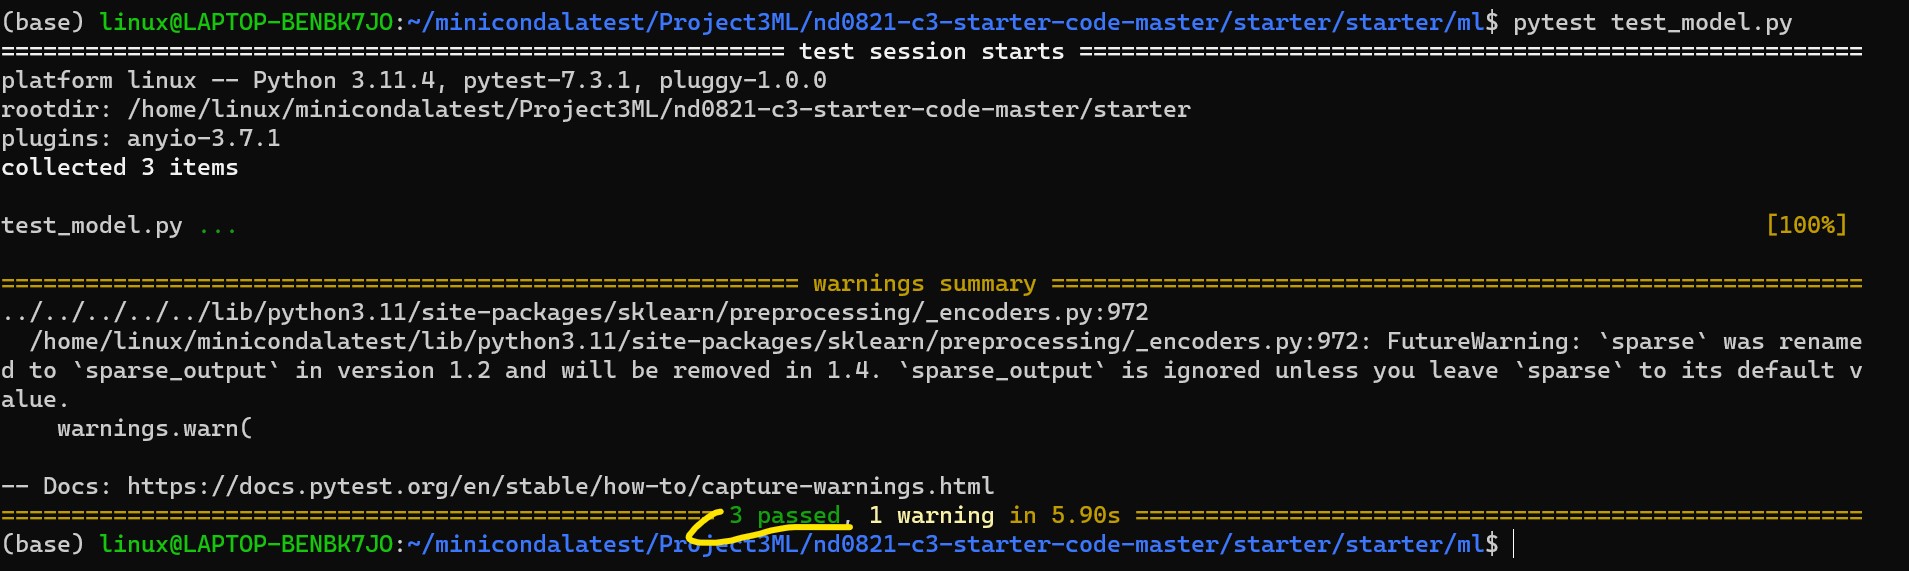 (base) linux@LAPTOP-BENBK7JO:~/minicondalatest/Project3ML/nd0821-c3-starter-code-master/starter/starter/ml$ pytest test_model.py
======================================================== test session starts ========================================================
platform linux -- Python 3.11.4, pytest-7.3.1, pluggy-1.0.0
rootdir: /home/linux/minicondalatest/Project3ML/nd0821-c3-starter-code-master/starter
plugins: anyio-3.7.1
collected 3 items
test_model.py ... [100%]
========================================================= warnings summary ==========================================================
../../../../../lib/python3.11/site-packages/sklearn/preprocessing/_encoders.py:972
  /home/linux/minicondalatest/lib/python3.11/site-packages/sklearn/preprocessing/_encoders.py:972: FutureWarning: `sparse` was rename
d to `sparse_output` in version 1.2 and will be removed in 1.4. `sparse_output` is ignored unless you leave `sparse` to its default v
alue.
    warnings.warn(
-- Docs: https://docs.pytest.org/en/stable/how-to/capture-warnings.html
=================================================== 3 passed, 1 warning in 5.90s ====================================================
(base) linux@LAPTOP-BENBK7JO:~/minicondalatest/Project3ML/nd0821-c3-starter-code-master/starter/starter/ml$